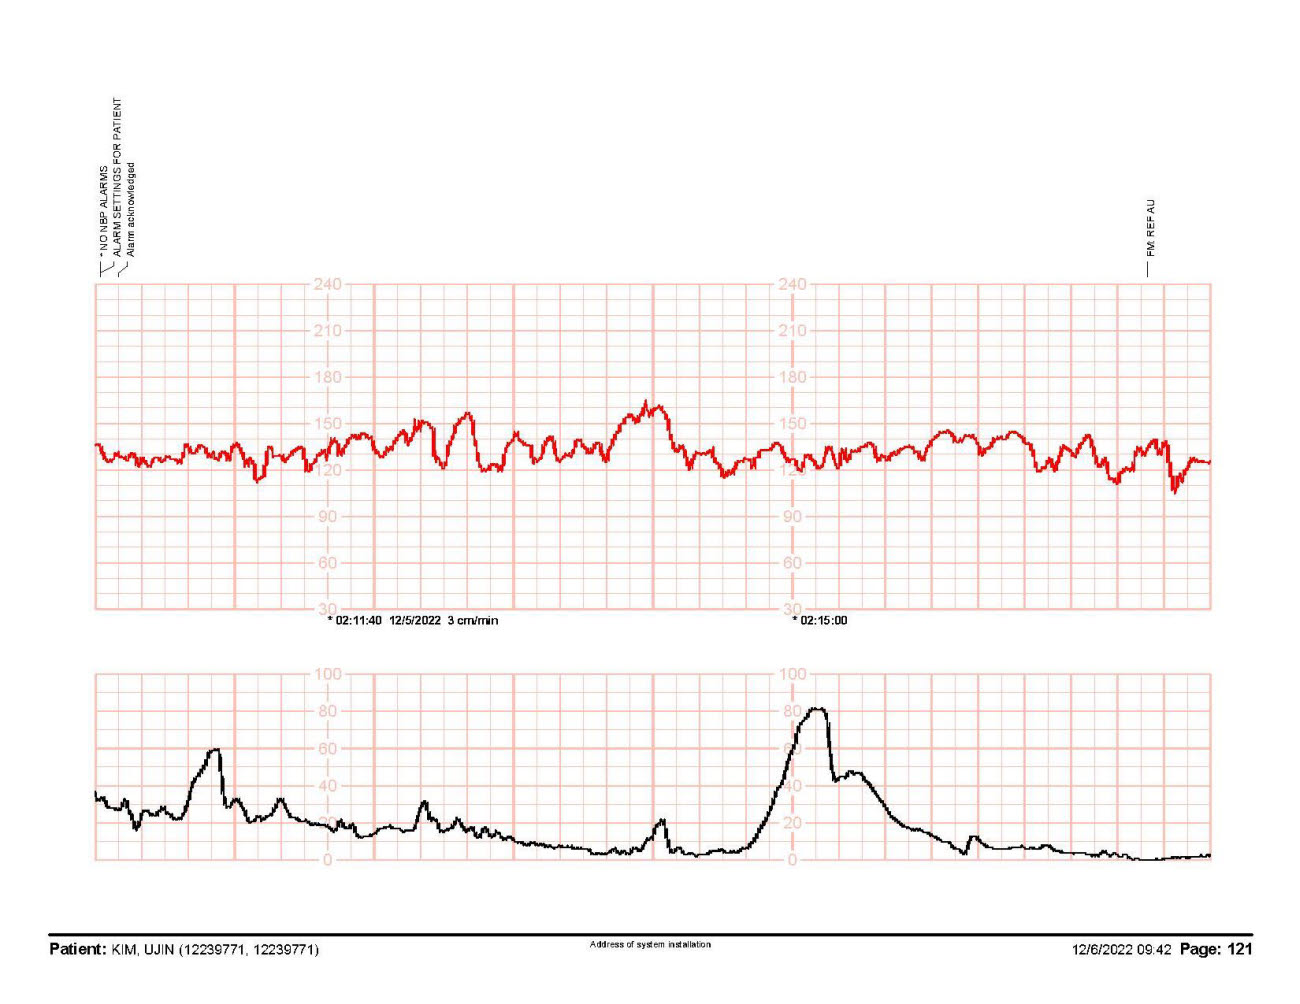 * NO NBP ALARMS
ALARM SETTINGS FOR PATIENT
Alarm acknowledged
FM: REF AU
240 240
210 210
180 180
150 150
120 120
90 90
60 60
30 30
* 02:11:40 12/5/2022 3 cm/min * 02:15:00
100 100
80 80
60 60
40 40
20 20
0 0
Patient: KIM, UJIN (12239771, 12239771) Address of system installation 12/6/2022 09:42 Page: 121